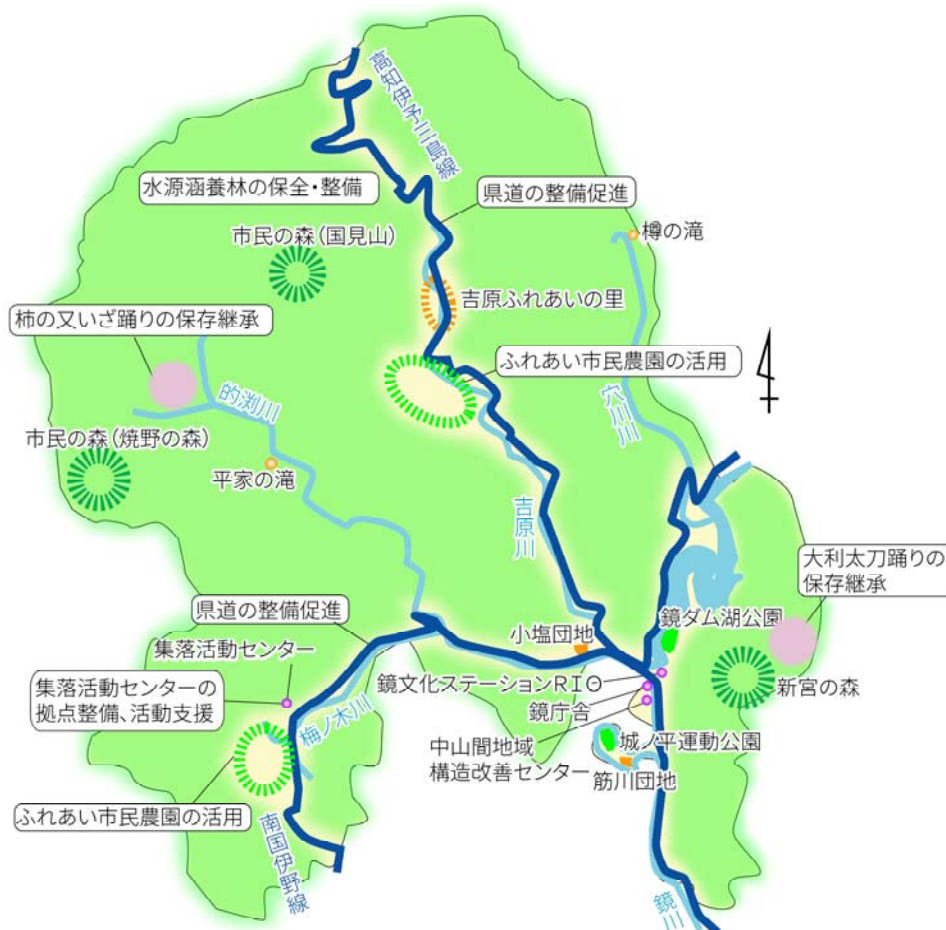 高知伊予三島線
水源涵養林の保全・整備
県道の整備促進
市民の森(国見山)
樽の滝
吉原ふれあいの里
柿の又いざ踊りの保存継承
ふれあい市民農園の活用
的渕川
穴川川
市民の森(焼野の森)
平家の滝
吉原川
大利太刀踊りの
保存継承
県道の整備促進
小塩団地
鏡ダム湖公園
集落活動センター
鏡文化ステーションRIO
集落活動センターの
拠点整備、活動支援
鏡庁舎
新宮の森
梅ノ木川
中山間地域
構造改善センター
城ノ平運動公園
筋川団地
ふれあい市民農園の活用
南国伊野線
鏡川